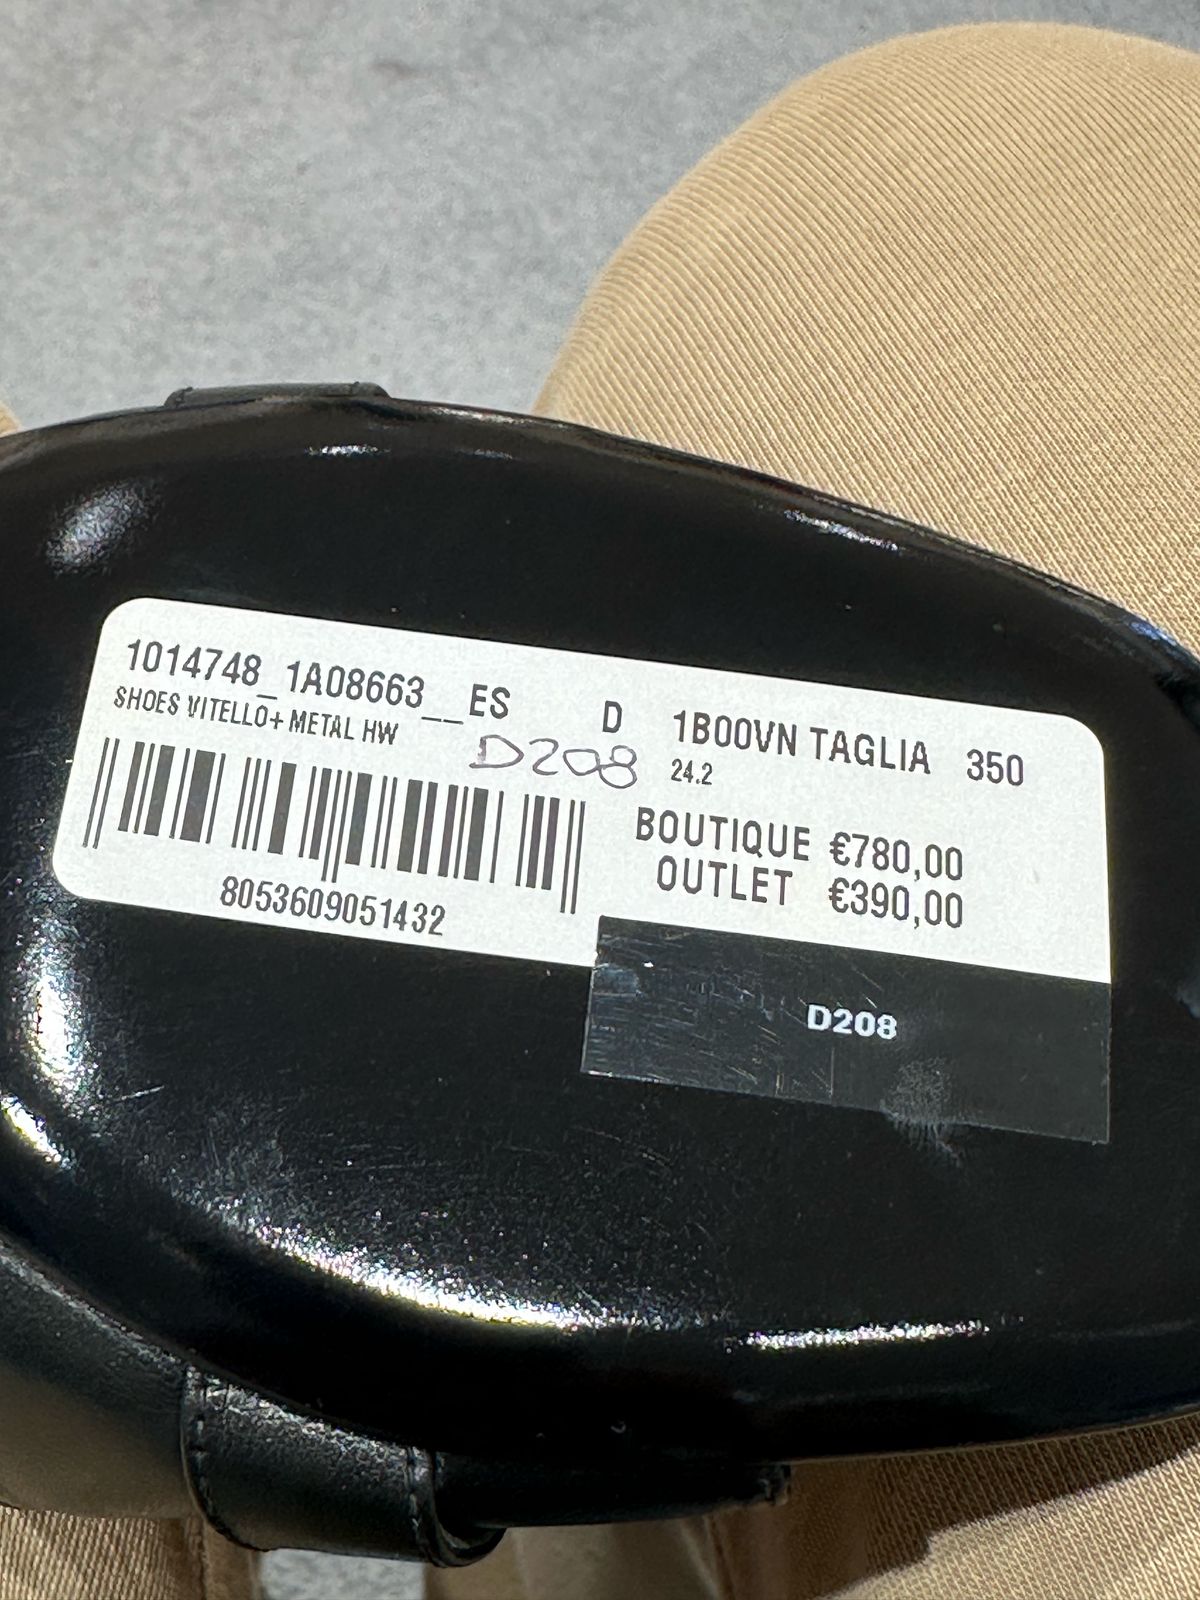 1014748_1A08663__ES D 1B00VN TAGLIA 350
SHOES VITELLO+ METAL HW D208 24.2
BOUTIQUE €780,00
OUTLET €390,00
8053609051432
D208